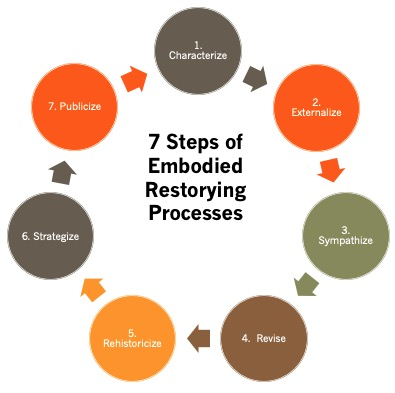 7 Steps of
Embodied
Restorying
Processes
1.
Characterize
2.
Externalize
3.
Sympathize
4.  Revise
5.
Rehistoricize
6. Strategize
7. Publicize